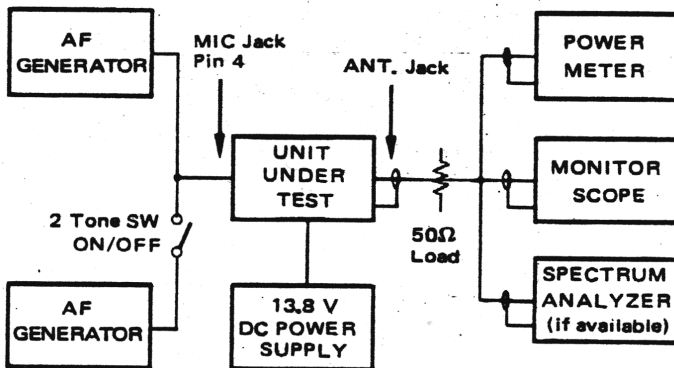 AF
GENERATOR
MIC Jack
Pin 4
ANT. Jack
POWER
METER
UNIT
UNDER
TEST
MONITOR
SCOPE
2 Tone SW
ON/OFF
50Ω
Load
AF
GENERATOR
13.8 V
DC POWER
SUPPLY
SPECTRUM
ANALYZER
(if available)